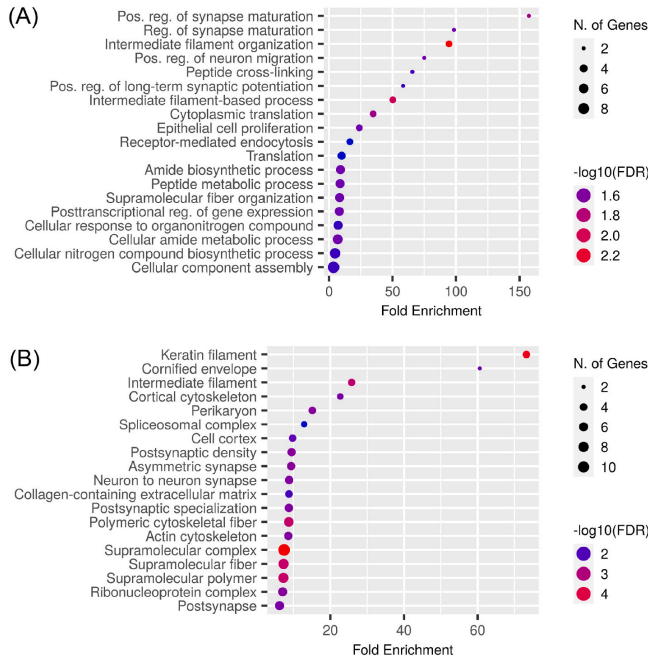 (A)
Pos. reg. of synapse maturation
Reg. of synapse maturation
Intermediate filament organization
Pos. reg. of neuron migration
Peptide cross-linking
Pos. reg. of long-term synaptic potentiation
Intermediate filament-based process
Cytoplasmic translation
Epithelial cell proliferation
Receptor-mediated endocytosis
Translation
Amide biosynthetic process
Peptide metabolic process
Supramolecular fiber organization
Posttranscriptional reg. of gene expression
Cellular response to organonitrogen compound
Cellular amide metabolic process
Cellular nitrogen compound biosynthetic process
Cellular component assembly
0 50 100 150
Fold Enrichment
N. of Genes
2
4
6
8
-log10(FDR)
1.6
1.8
2.0
2.2
(B)
Keratin filament
Cornified envelope
Intermediate filament
Cortical cytoskeleton
Perikaryon
Spliceosomal complex
Cell cortex
Postsynaptic density
Asymmetric synapse
Neuron to neuron synapse
Collagen-containing extracellular matrix
Postsynaptic specialization
Polymeric cytoskeletal fiber
Actin cytoskeleton
Supramolecular complex
Supramolecular fiber
Supramolecular polymer
Ribonucleoprotein complex
Postsynapse
20 40 60
Fold Enrichment
N. of Genes
2
4
6
8
10
-log10(FDR)
2
3
4